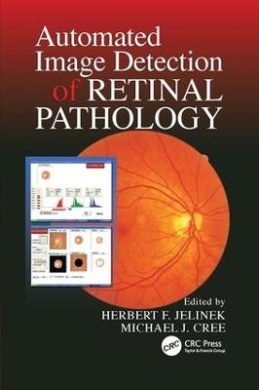 Automated
Image Detection
of RETINAL
PATHOLOGY
Edited by
HERBERT F. JELINEK
MICHAEL J. CREE
CRC
CRC Press
Taylor & Francis Group